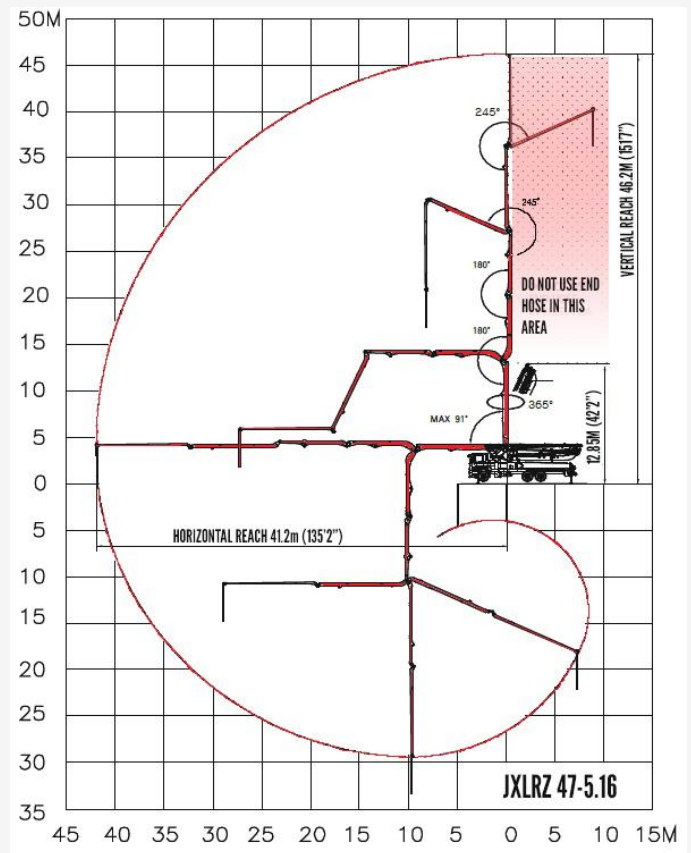 50M
45
40
35
30
25
20
15
10
5
0
5
10
15
20
25
30
35
245°
245°
180°
180°
MAX 91°
365°
DO NOT USE END
HOSE IN THIS
AREA
VERTICAL REACH 46.2M (151'7")
12.85M (42'2")
HORIZONTAL REACH 41.2m (135'2")
JXLRZ 47-5.16
45 40 35 30 25 20 15 10 5 0 5 10 15M